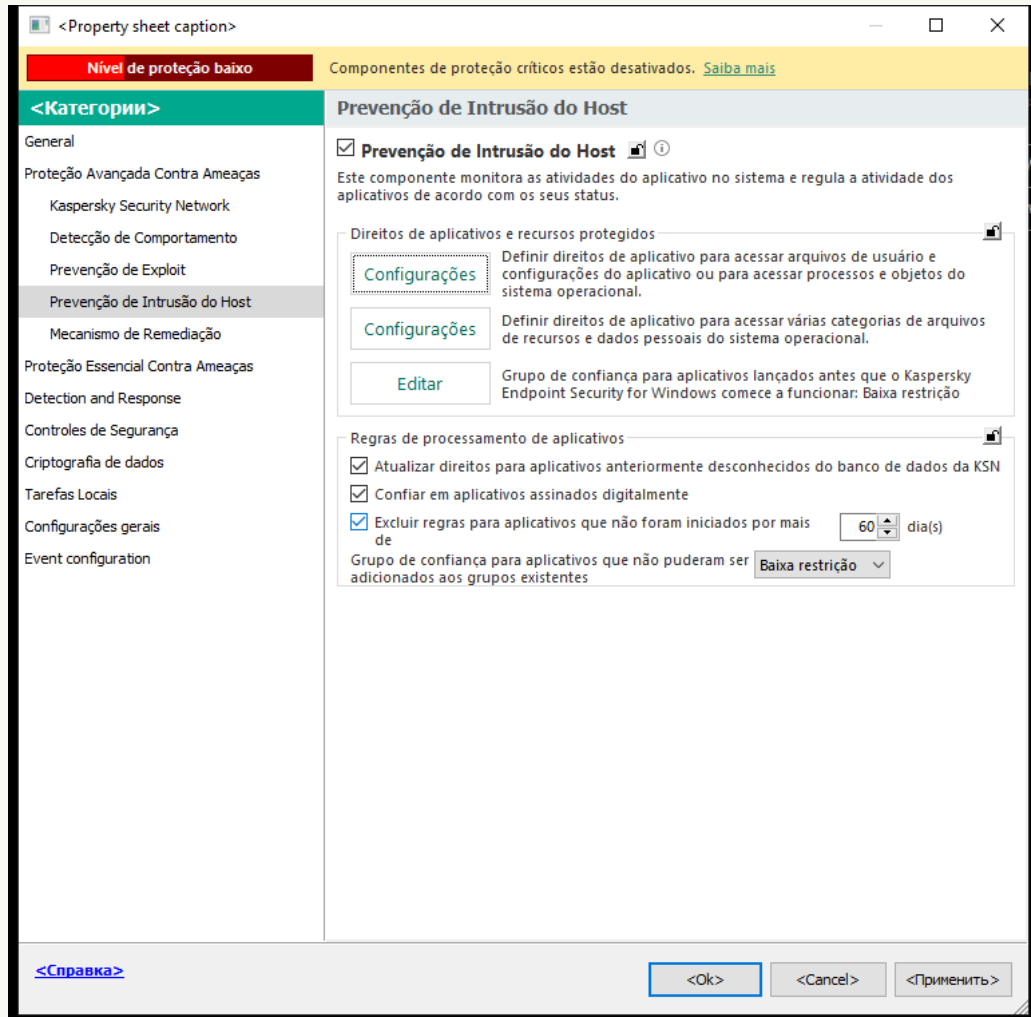 <Property sheet caption>
Nível de proteção baixo
Componentes de proteção críticos estão desativados. Saiba mais
<Категории>
General
Proteção Avançada Contra Ameaças
Kaspersky Security Network
Detecção de Comportamento
Prevenção de Exploit
Prevenção de Intrusão do Host
Mecanismo de Remediação
Proteção Essencial Contra Ameaças
Detection and Response
Controles de Segurança
Criptografia de dados
Tarefas Locais
Configurações gerais
Event configuration
Prevenção de Intrusão do Host
Prevenção de Intrusão do Host
Este componente monitora as atividades do aplicativo no sistema e regula a atividade dos
aplicativos de acordo com os seus status.
Direitos de aplicativos e recursos protegidos
Configurações
Definir direitos de aplicativo para acessar arquivos de usuário e
configurações do aplicativo ou para acessar processos e objetos do
sistema operacional.
Configurações
Definir direitos de aplicativo para acessar várias categorias de arquivos
de recursos e dados pessoais do sistema operacional.
Editar
Grupo de confiança para aplicativos lançados antes que o Kaspersky
Endpoint Security for Windows comece a funcionar: Baixa restrição
Regras de processamento de aplicativos
Atualizar direitos para aplicativos anteriormente desconhecidos do banco de dados da KSN
Confiar em aplicativos assinados digitalmente
Excluir regras para aplicativos que não foram iniciados por mais
de
60 dia(s)
Grupo de confiança para aplicativos que não puderam ser
adicionados aos grupos existentes
Baixa restrição
<Справка>
<Ok>
<Cancel>
<Применить>